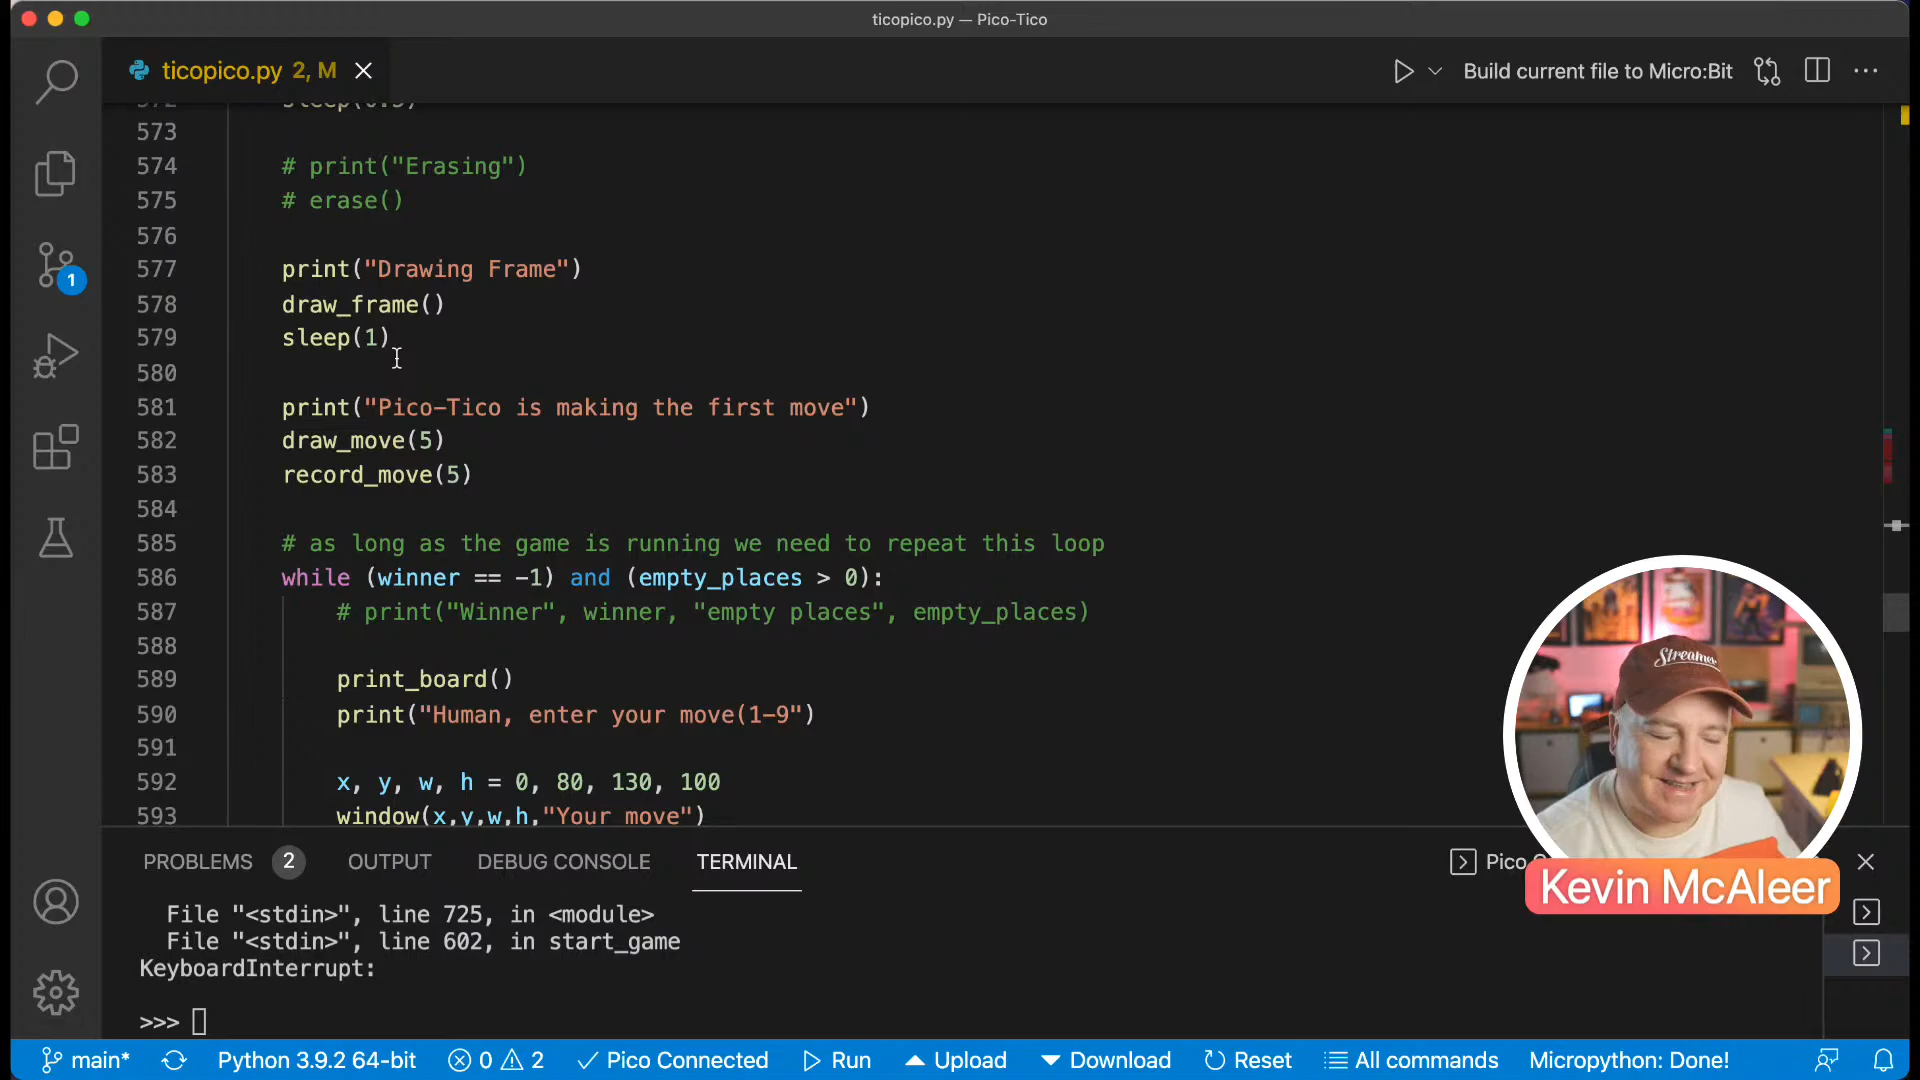 ticopico.py — Pico-Tico
ticopico.py 2, M
Build current file to Micro:Bit
573
574 # print("Erasing")
575 # erase()
576
577 print("Drawing Frame")
578 draw_frame()
579 sleep(1)
580
581 print("Pico-Tico is making the first move")
582 draw_move(5)
583 record_move(5)
584
585 # as long as the game is running we need to repeat this loop
586 while (winner == -1) and (empty_places > 0):
587 # print("Winner", winner, "empty places", empty_places)
588
589 print_board()
590 print("Human, enter your move(1-9")
591
592 x, y, w, h = 0, 80, 130, 100
593 window(x,y,w,h,"Your move")
1
Streamer
PROBLEMS 2 OUTPUT DEBUG CONSOLE TERMINAL
Pico
Kevin McAleer
File "<stdin>", line 725, in <module>
File "<stdin>", line 602, in start_game
KeyboardInterrupt:
>>>
main* Python 3.9.2 64-bit 0 2 Pico Connected Run Upload Download Reset All commands Micropython: Done!